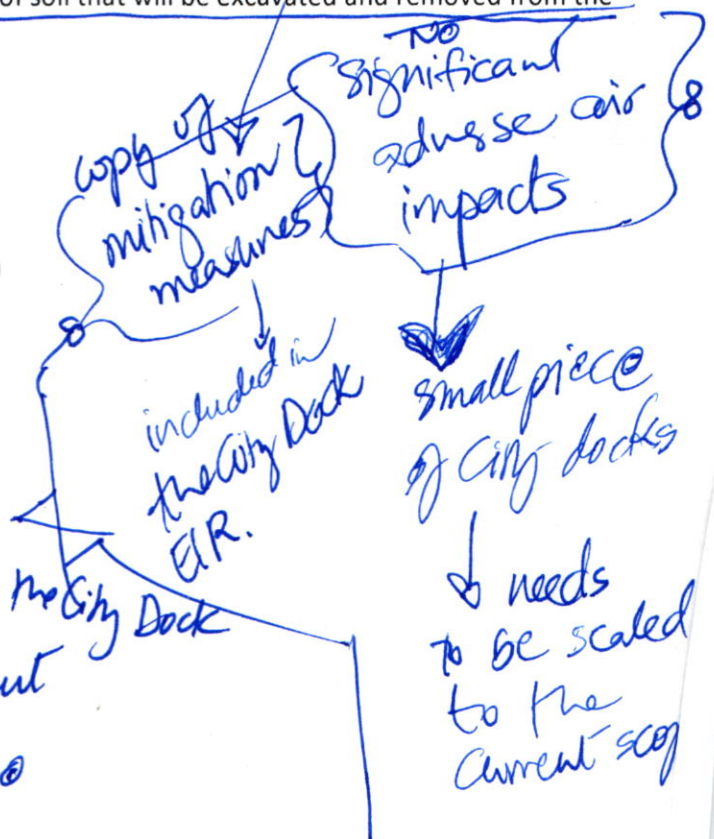 of soil that will be excavated and removed from the
NO
significant
adverse air
impacts
copy of
mitigation
measures
included in
the City Dock
EIR.
small piece
of City docks
needs
to be scaled
to the
current scop
the City Dock